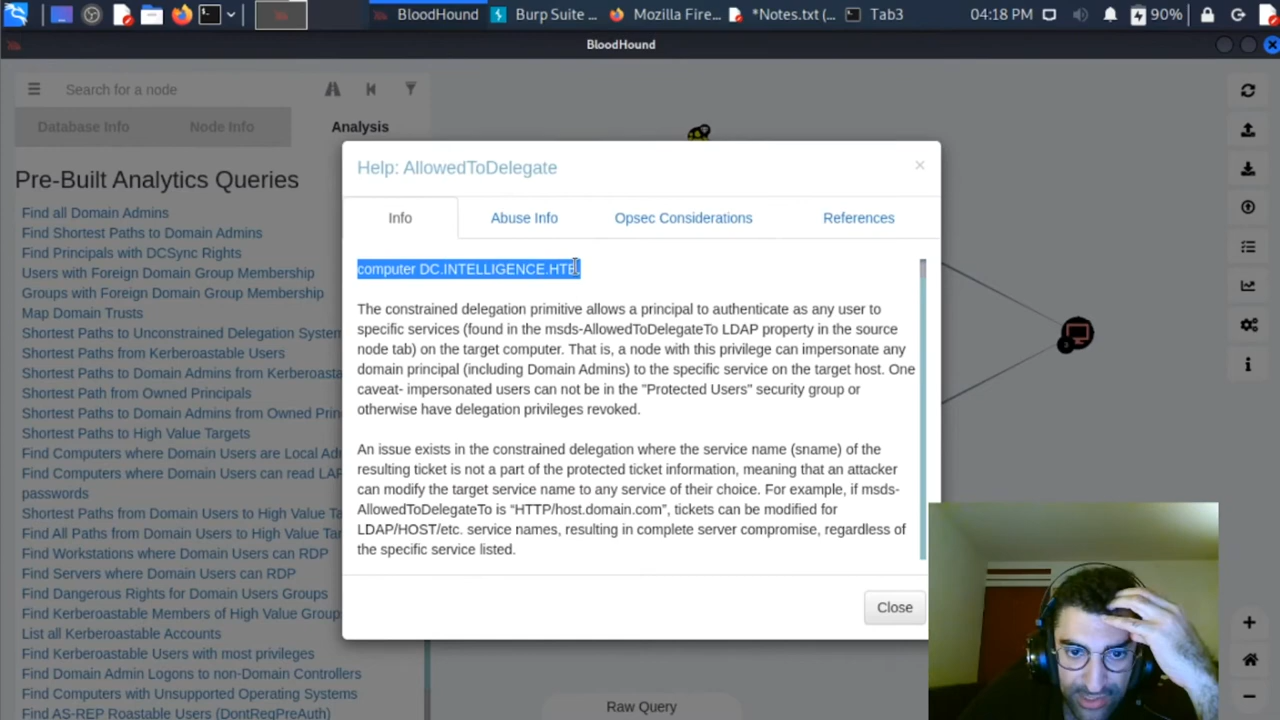 BloodHound
Burp Suite ...
Mozilla Fire...
*Notes.txt (...
Tab3
04:18 PM
90%
BloodHound
Search for a node
Database Info
Node Info
Analysis
Pre-Built Analytics Queries
Find all Domain Admins
Find Shortest Paths to Domain Admins
Find Principals with DCSync Rights
Users with Foreign Domain Group Membership
Groups with Foreign Domain Group Membership
Map Domain Trusts
Shortest Paths to Unconstrained Delegation System
Shortest Paths from Kerberoastable Users
Shortest Paths to Domain Admins from Kerberoasta
Shortest Path from Owned Principals
Shortest Paths to Domain Admins from Owned Prin
Shortest Paths to High Value Targets
Find Computers where Domain Users are Local Ad
Find Computers where Domain Users can read LAP
passwords
Shortest Paths from Domain Users to High Value Ta
Find All Paths from Domain Users to High Value Tar
Find Workstations where Domain Users can RDP
Find Servers where Domain Users can RDP
Find Dangerous Rights for Domain Users Groups
Find Kerberoastable Members of High Value Group
List all Kerberoastable Accounts
Find Kerberoastable Users with most privileges
Find Domain Admin Logons to non-Domain Controllers
Find Computers with Unsupported Operating Systems
Find AS-REP Roastable Users (DontReqPreAuth)
Help: AllowedToDelegate
×
Info
Abuse Info
Opsec Considerations
References
computer DC.INTELLIGENCE.HTB.
The constrained delegation primitive allows a principal to authenticate as any user to
specific services (found in the msds-AllowedToDelegateTo LDAP property in the source
node tab) on the target computer. That is, a node with this privilege can impersonate any
domain principal (including Domain Admins) to the specific service on the target host. One
caveat- impersonated users can not be in the "Protected Users" security group or
otherwise have delegation privileges revoked.
An issue exists in the constrained delegation where the service name (sname) of the
resulting ticket is not a part of the protected ticket information, meaning that an attacker
can modify the target service name to any service of their choice. For example, if msds-
AllowedToDelegateTo is “HTTP/host.domain.com”, tickets can be modified for
LDAP/HOST/etc. service names, resulting in complete server compromise, regardless of
the specific service listed.
Close
Raw Query